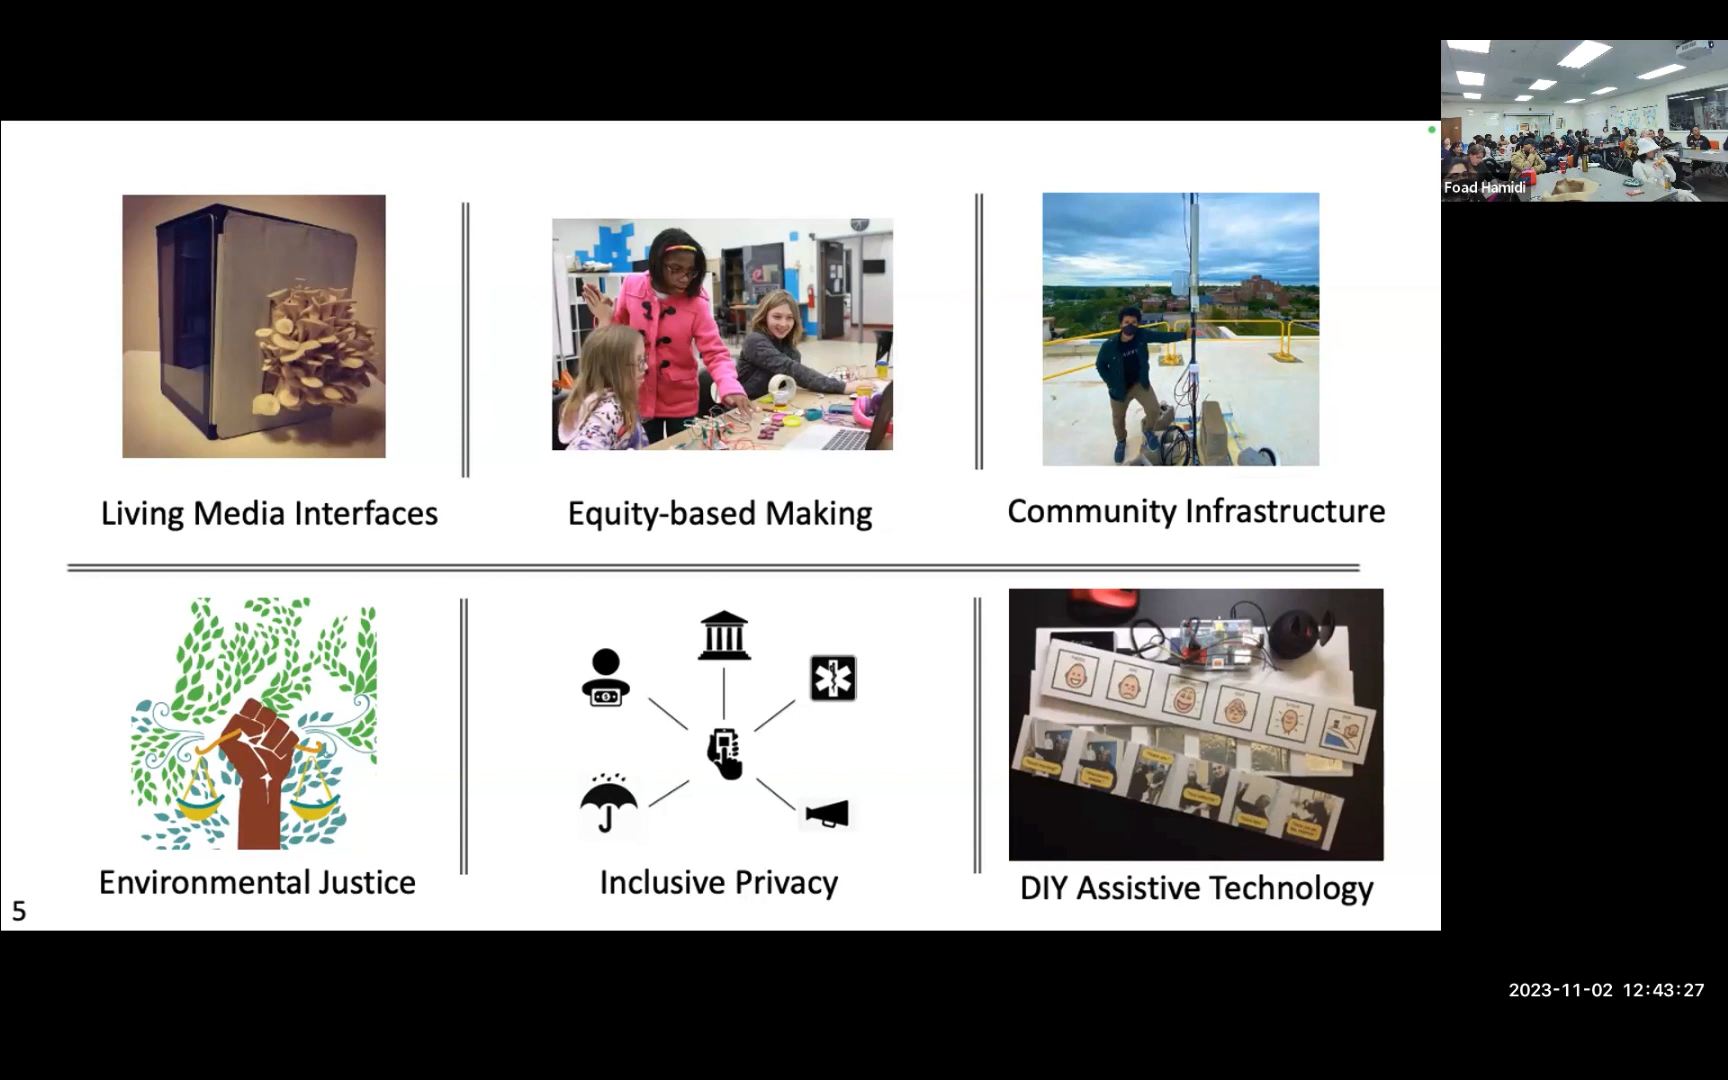 Foad Hamidi
Living Media Interfaces
Equity-based Making
Community Infrastructure
Environmental Justice
Inclusive Privacy
DIY Assistive Technology
5
2023-11-02 12:43:27